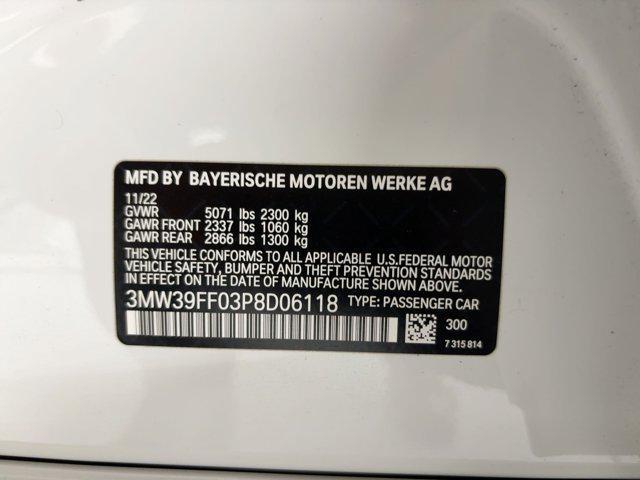 MFD BY BAYERISCHE MOTOREN WERKE AG
11/22
GVWR 5071 lbs 2300 kg
GAWR FRONT 2337 lbs 1060 kg
GAWR REAR 2866 lbs 1300 kg
THIS VEHICLE CONFORMS TO ALL APPLICABLE U.S.FEDERAL MOTOR
VEHICLE SAFETY, BUMPER AND THEFT PREVENTION STANDARDS
IN EFFECT ON THE DATE OF MANUFACTURE SHOWN ABOVE.
3MW39FF03P8D06118 TYPE: PASSENGER CAR
300
7 315 814